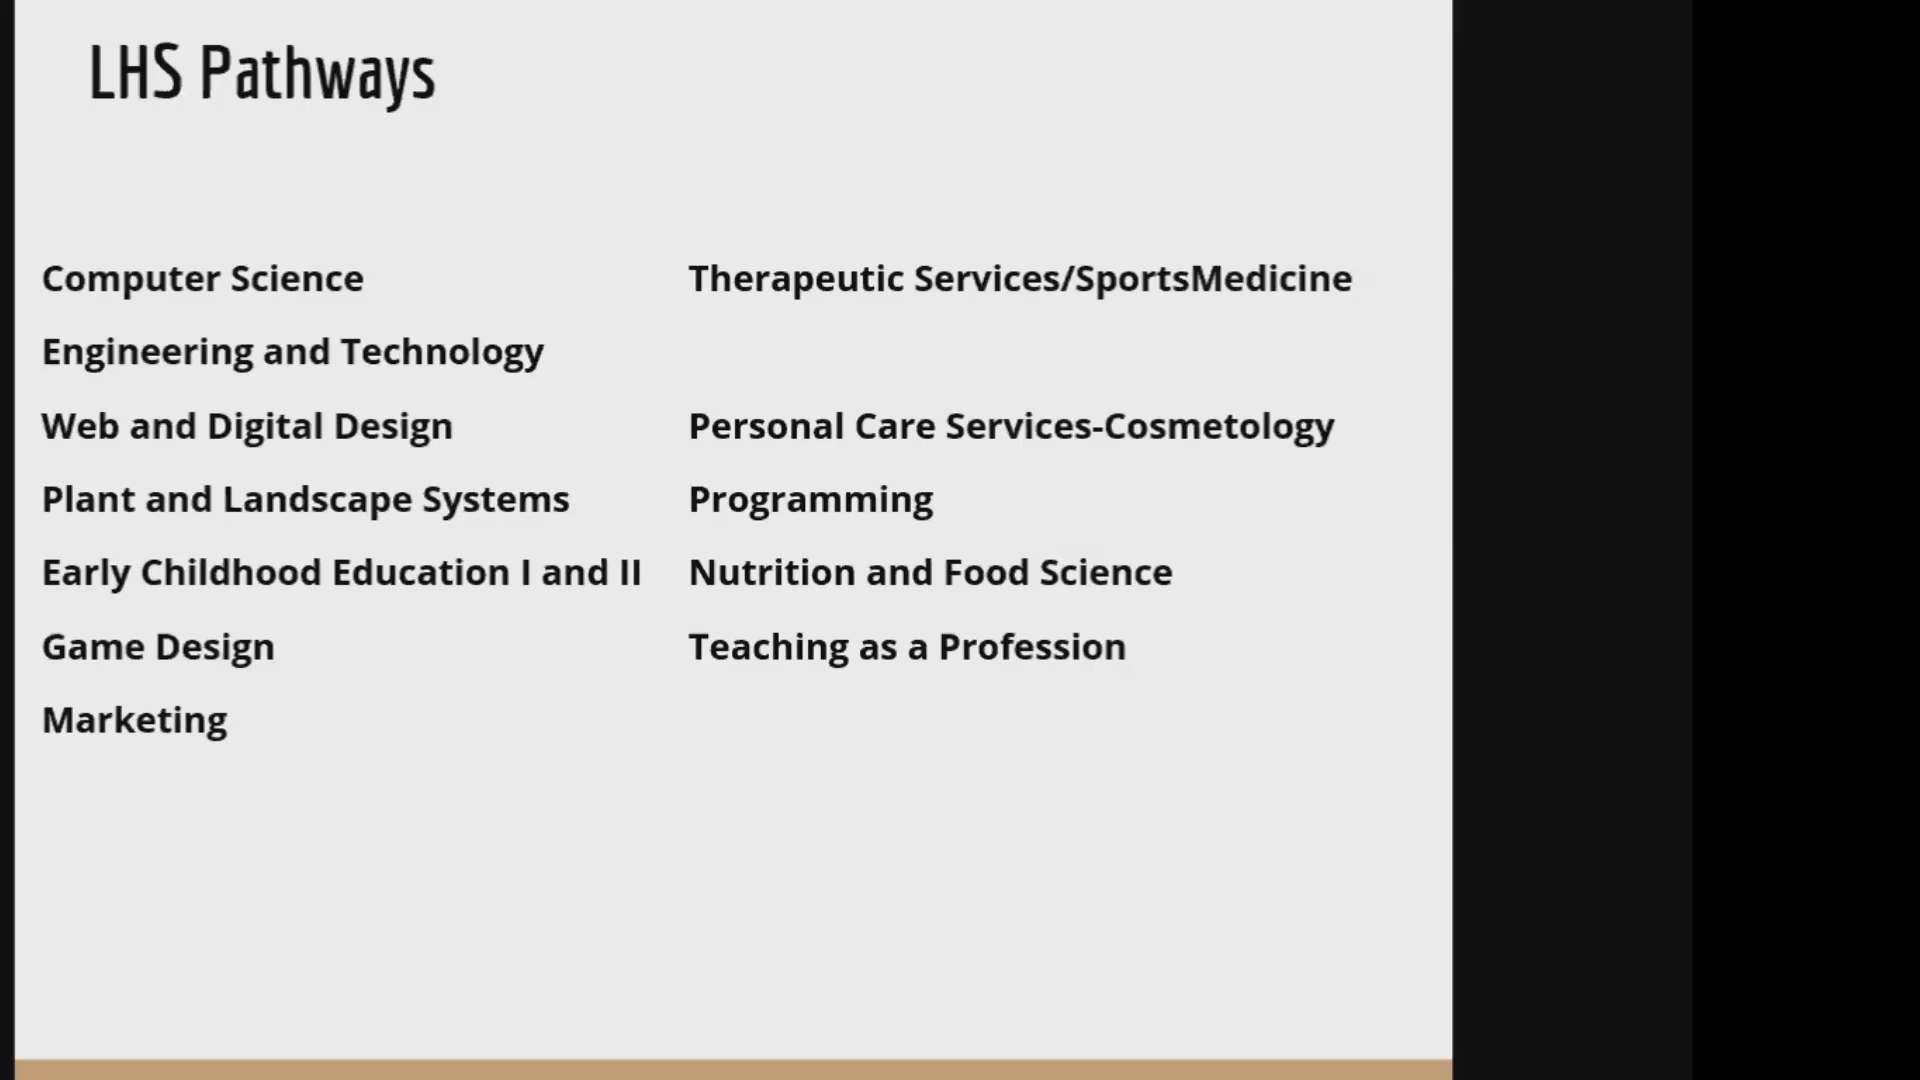 LHS Pathways
Computer Science
Engineering and Technology
Web and Digital Design
Plant and Landscape Systems
Early Childhood Education I and II
Game Design
Marketing
Therapeutic Services/SportsMedicine
Personal Care Services-Cosmetology
Programming
Nutrition and Food Science
Teaching as a Profession